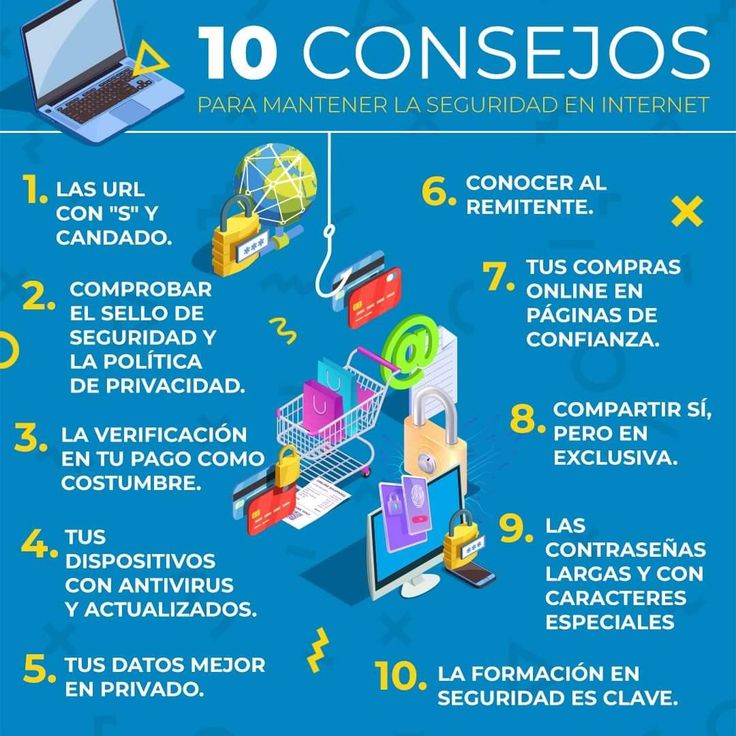 10 CONSEJOS
PARA MANTENER LA SEGURIDAD EN INTERNET
1. LAS URL
CON "S" Y
CANDADO.
2. COMPROBAR
EL SELLO DE
SEGURIDAD Y
LA POLÍTICA
DE PRIVACIDAD.
3. LA VERIFICACIÓN
EN TU PAGO COMO
COSTUMBRE.
4. TUS
DISPOSITIVOS
CON ANTIVIRUS
Y ACTUALIZADOS.
5. TUS DATOS MEJOR
EN PRIVADO.
6. CONOCER AL
REMITENTE.
7. TUS COMPRAS
ONLINE EN
PÁGINAS DE
CONFIANZA.
8. COMPARTIR SÍ,
PERO EN
EXCLUSIVA.
9. LAS
CONTRASEÑAS
LARGAS Y CON
CARACTERES
ESPECIALES
10. LA FORMACIÓN EN
SEGURIDAD ES CLAVE.